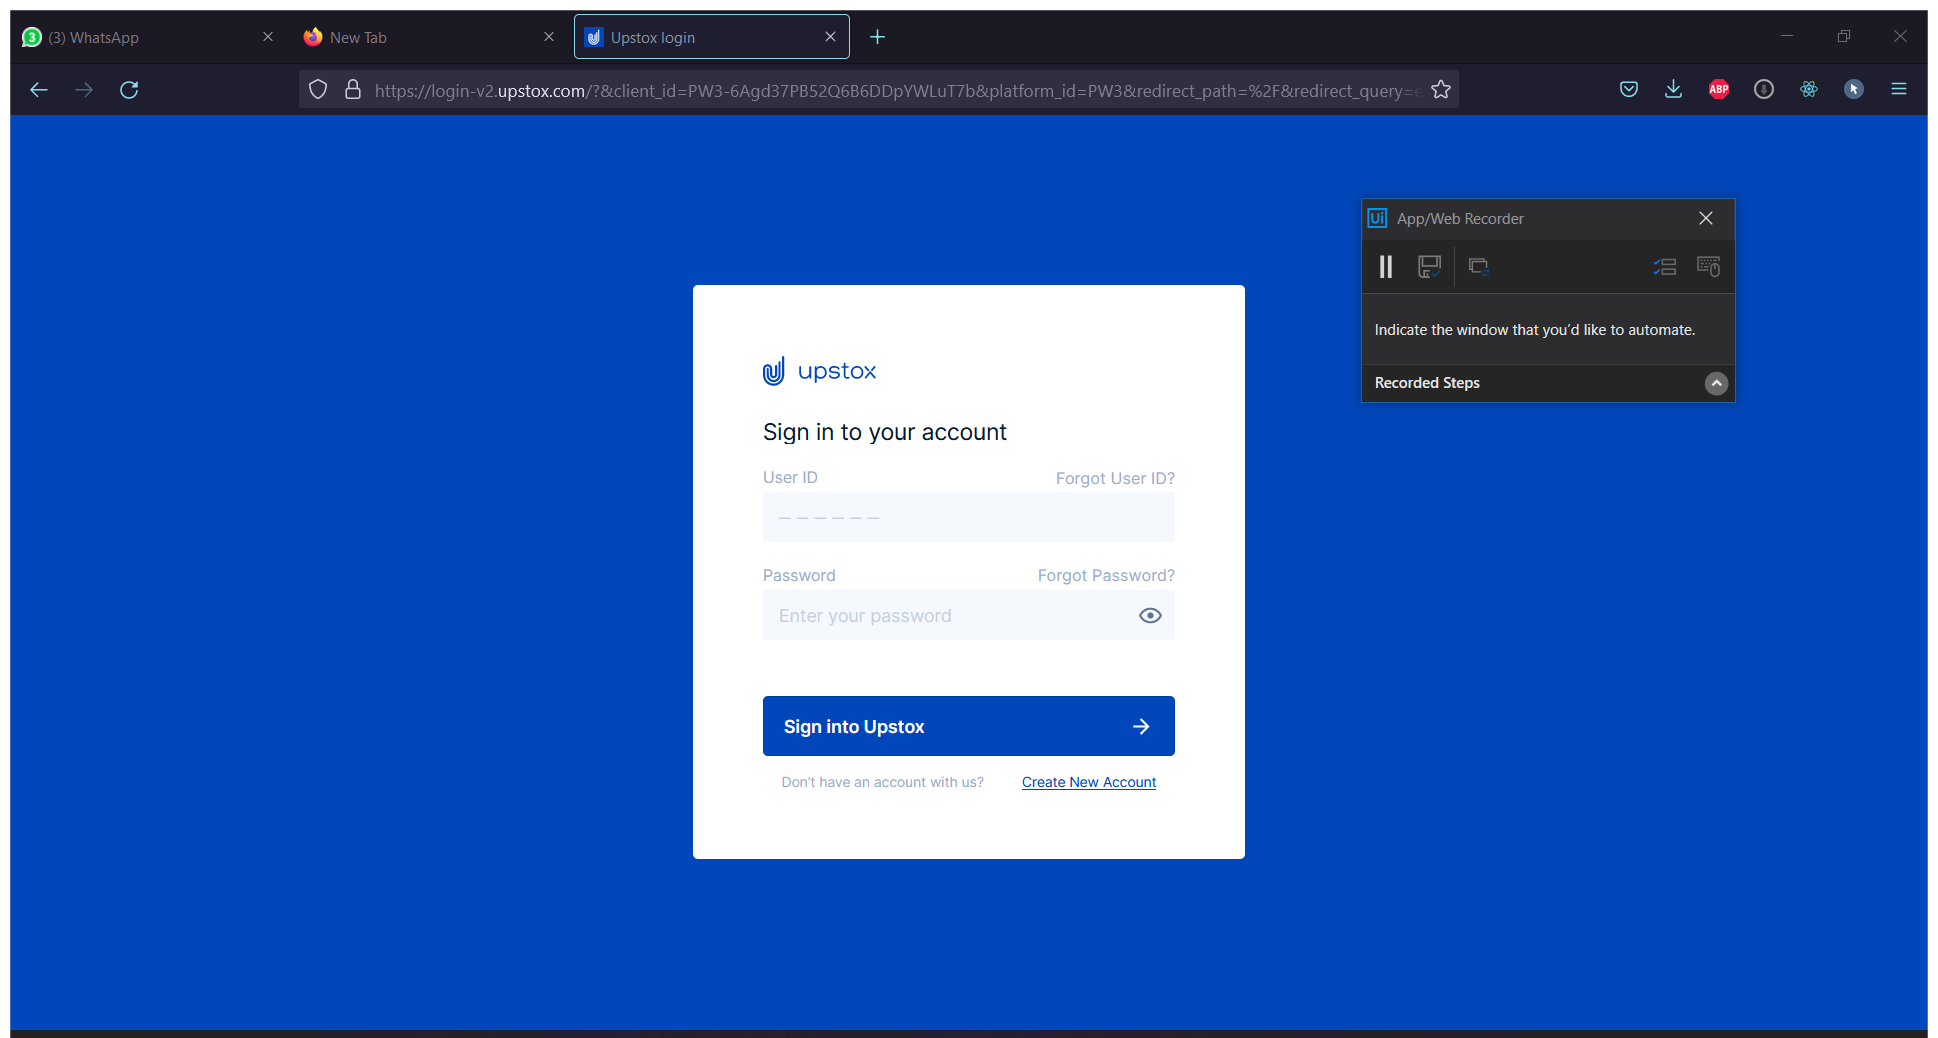 3 (3) WhatsApp
New Tab
Upstox login
https://login-v2.upstox.com/?&client_id=PW3-6Agd37PB52Q6B6DDpYWLuT7b&platform_id=PW3&redirect_path=%2F&redirect_query=
ABP
Ui App/Web Recorder
Indicate the window that you'd like to automate.
Recorded Steps
upstox
Sign in to your account
User ID Forgot User ID?
Password Forgot Password?
Enter your password
Sign into Upstox
Don't have an account with us? Create New Account